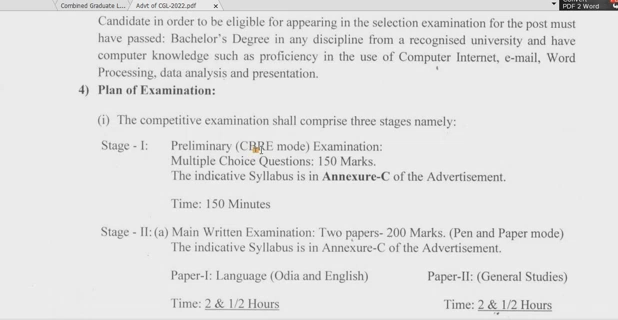 Combined Graduate L...
Advt of CGL-2022.pdf
×
PDF 2 Word
Candidate in order to be eligible for appearing in the selection examination for the post must
have passed: Bachelor's Degree in any discipline from a recognised university and have
computer knowledge such as proficiency in the use of Computer Internet, e-mail, Word
Processing, data analysis and presentation.
4) Plan of Examination:
(i) The competitive examination shall comprise three stages namely:
Stage - I: Preliminary (CBRE mode) Examination:
Multiple Choice Questions: 150 Marks.
The indicative Syllabus is in Annexure-C of the Advertisement.
Time: 150 Minutes
Stage - II: (a) Main Written Examination: Two papers- 200 Marks. (Pen and Paper mode)
The indicative Syllabus is in Annexure-C of the Advertisement.
Paper-I: Language (Odia and English) Paper-II: (General Studies)
Time: 2 & 1/2 Hours Time: 2 & 1/2 Hours